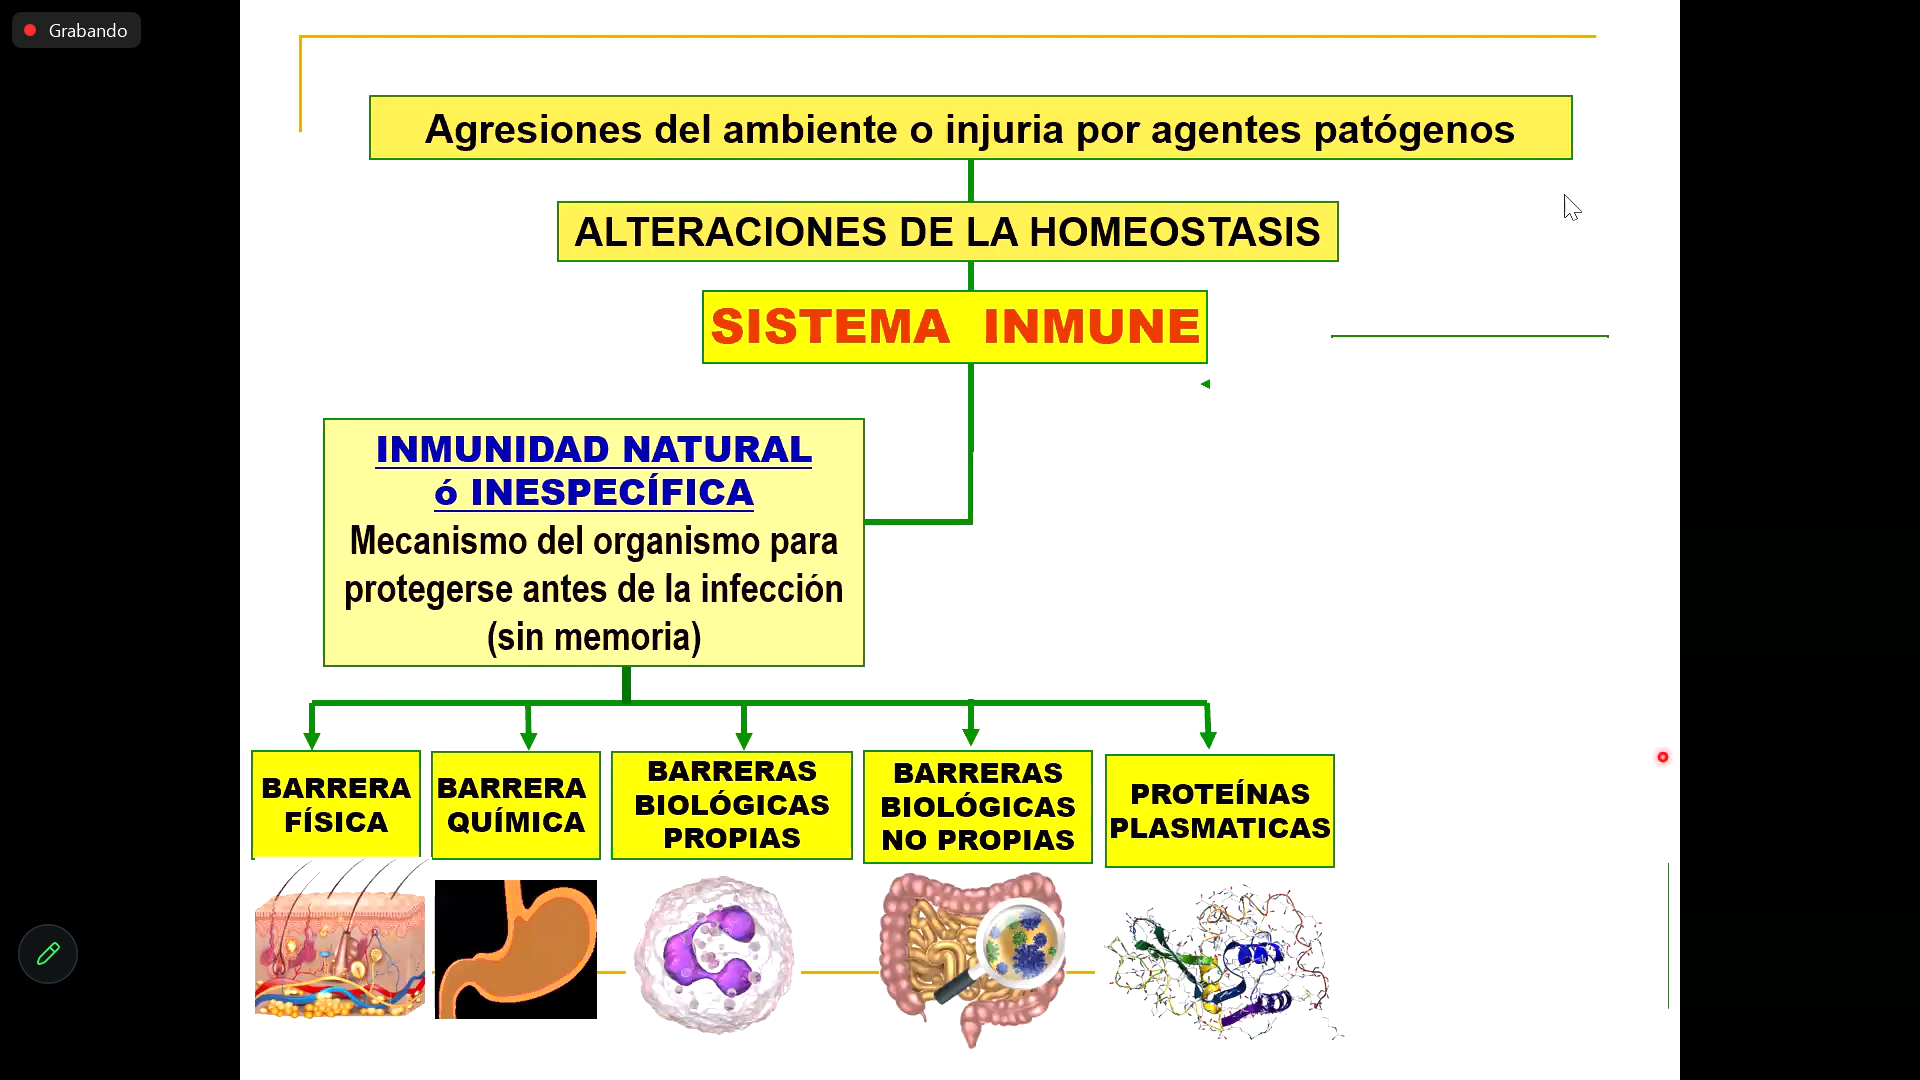 Grabando
Agresiones del ambiente o injuria por agentes patógenos
ALTERACIONES DE LA HOMEOSTASIS
SISTEMA INMUNE
INMUNIDAD NATURAL
ó INESPECÍFICA
Mecanismo del organismo para
protegerse antes de la infección
(sin memoria)
BARRERA
FÍSICA
BARRERA
QUÍMICA
BARRERAS
BIOLÓGICAS
PROPIAS
BARRERAS
BIOLÓGICAS
NO PROPIAS
PROTEÍNAS
PLASMATICAS